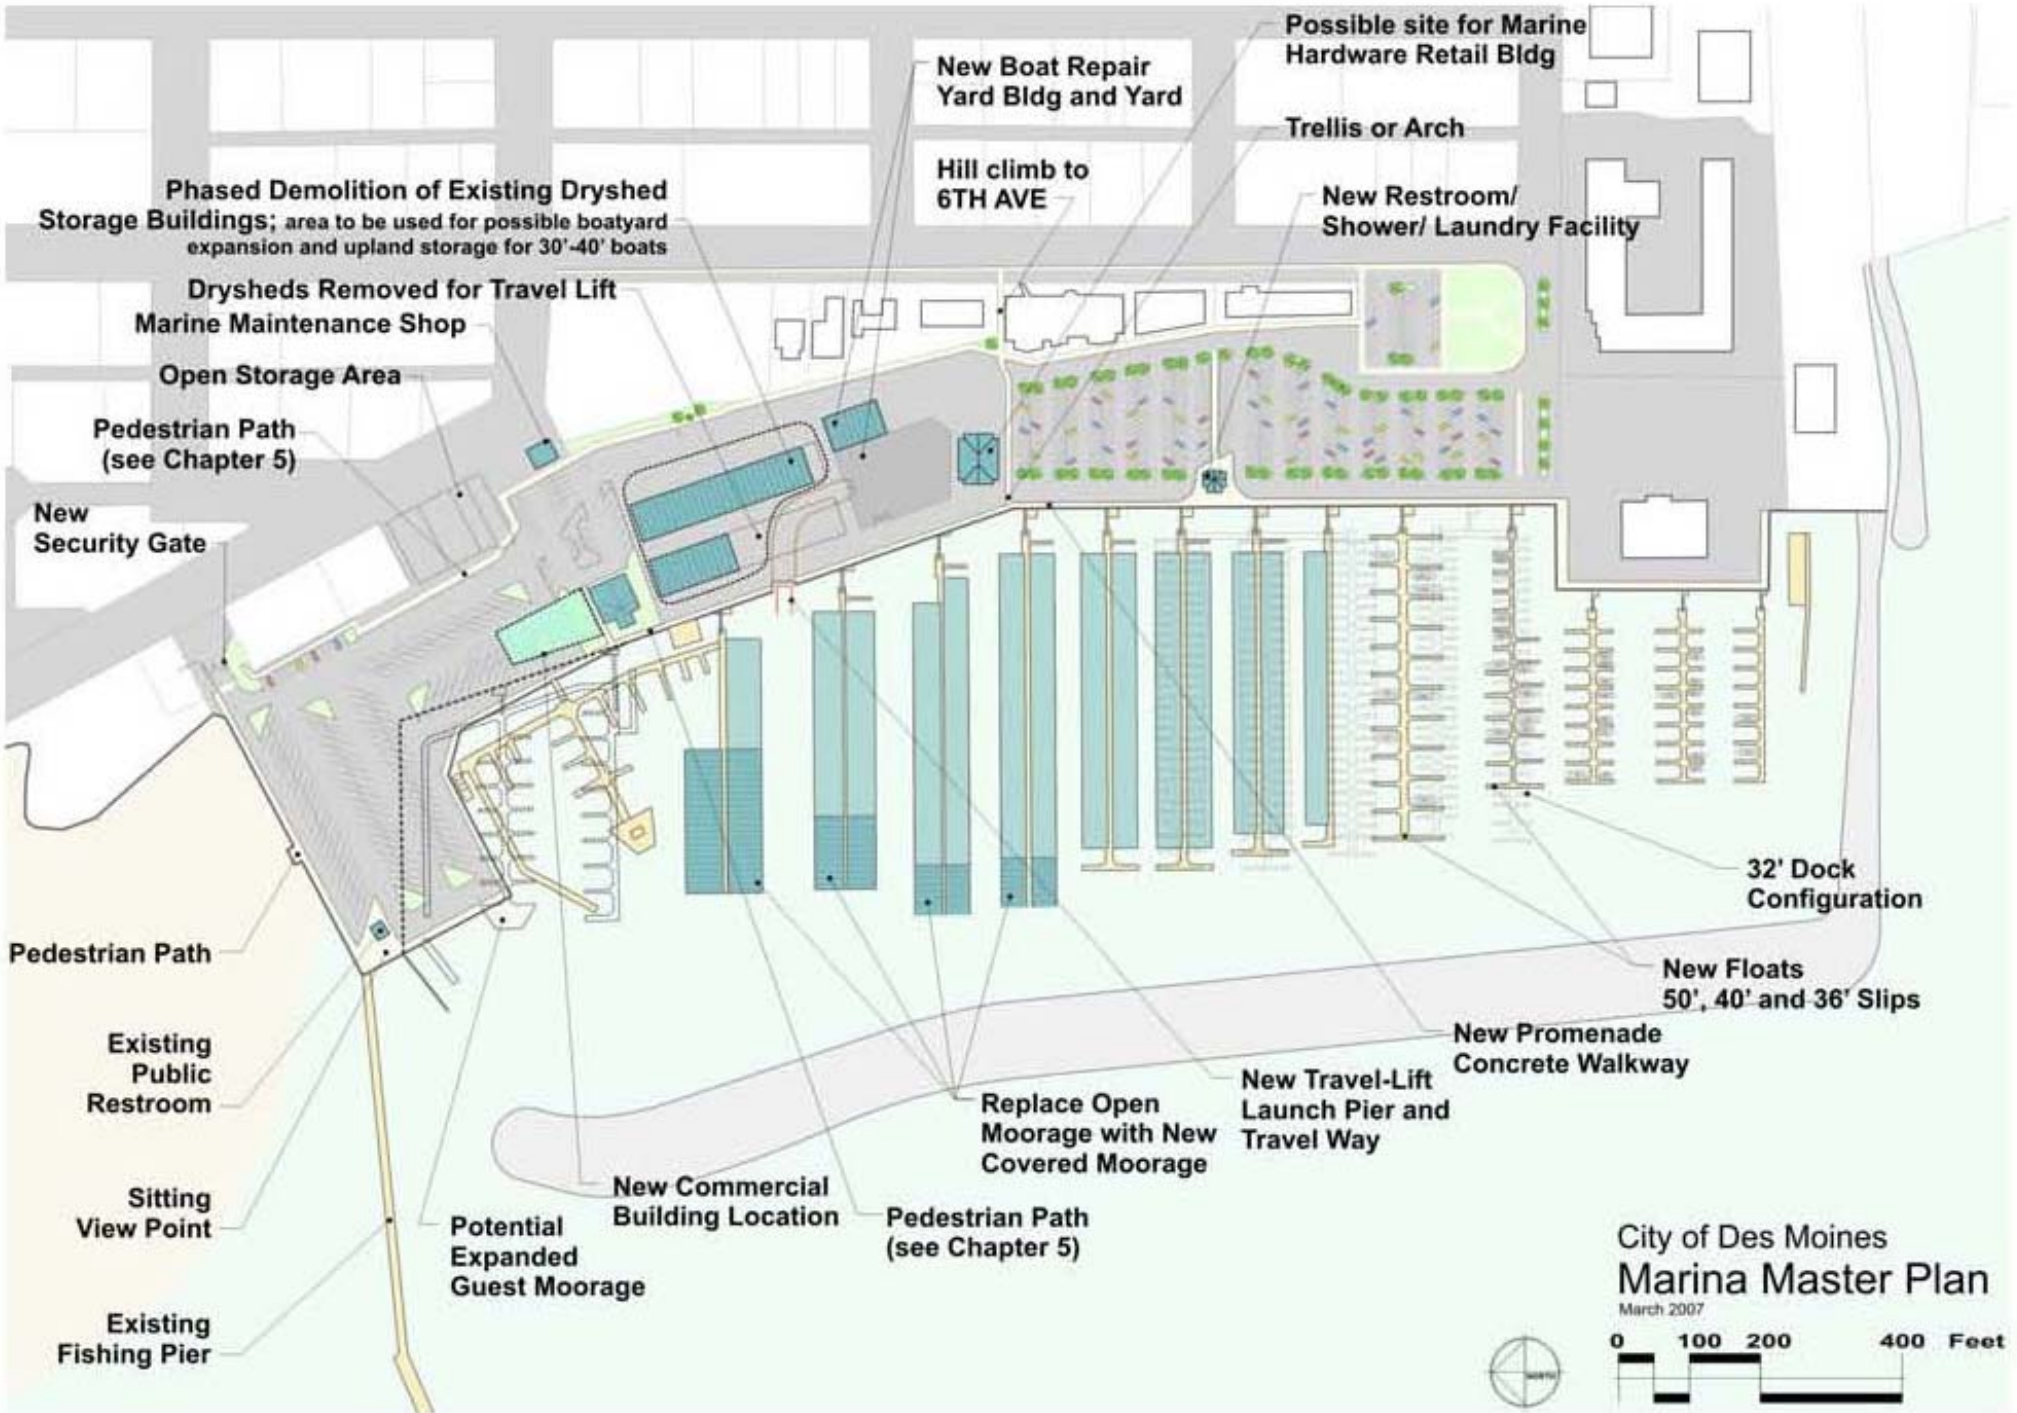 Possible site for Marine
Hardware Retail Bldg
New Boat Repair
Yard Bldg and Yard
Trellis or Arch
Hill climb to
6TH AVE
New Restroom/
Shower/ Laundry Facility
Phased Demolition of Existing Dryshed
Storage Buildings; area to be used for possible boatyard
expansion and upland storage for 30'-40' boats
Drysheds Removed for Travel Lift
Marine Maintenance Shop
Open Storage Area
Pedestrian Path
(see Chapter 5)
New
Security Gate
Pedestrian Path
Existing
Public
Restroom
Sitting
View Point
Existing
Fishing Pier
Potential
Expanded
Guest Moorage
New Commercial
Building Location
Pedestrian Path
(see Chapter 5)
Replace Open
Moorage with New
Covered Moorage
New Travel-Lift
Launch Pier and
Travel Way
New Promenade
Concrete Walkway
New Floats
50', 40' and 36' Slips
32' Dock
Configuration
City of Des Moines
Marina Master Plan
March 2007
0 100 200 400 Feet
NORTH